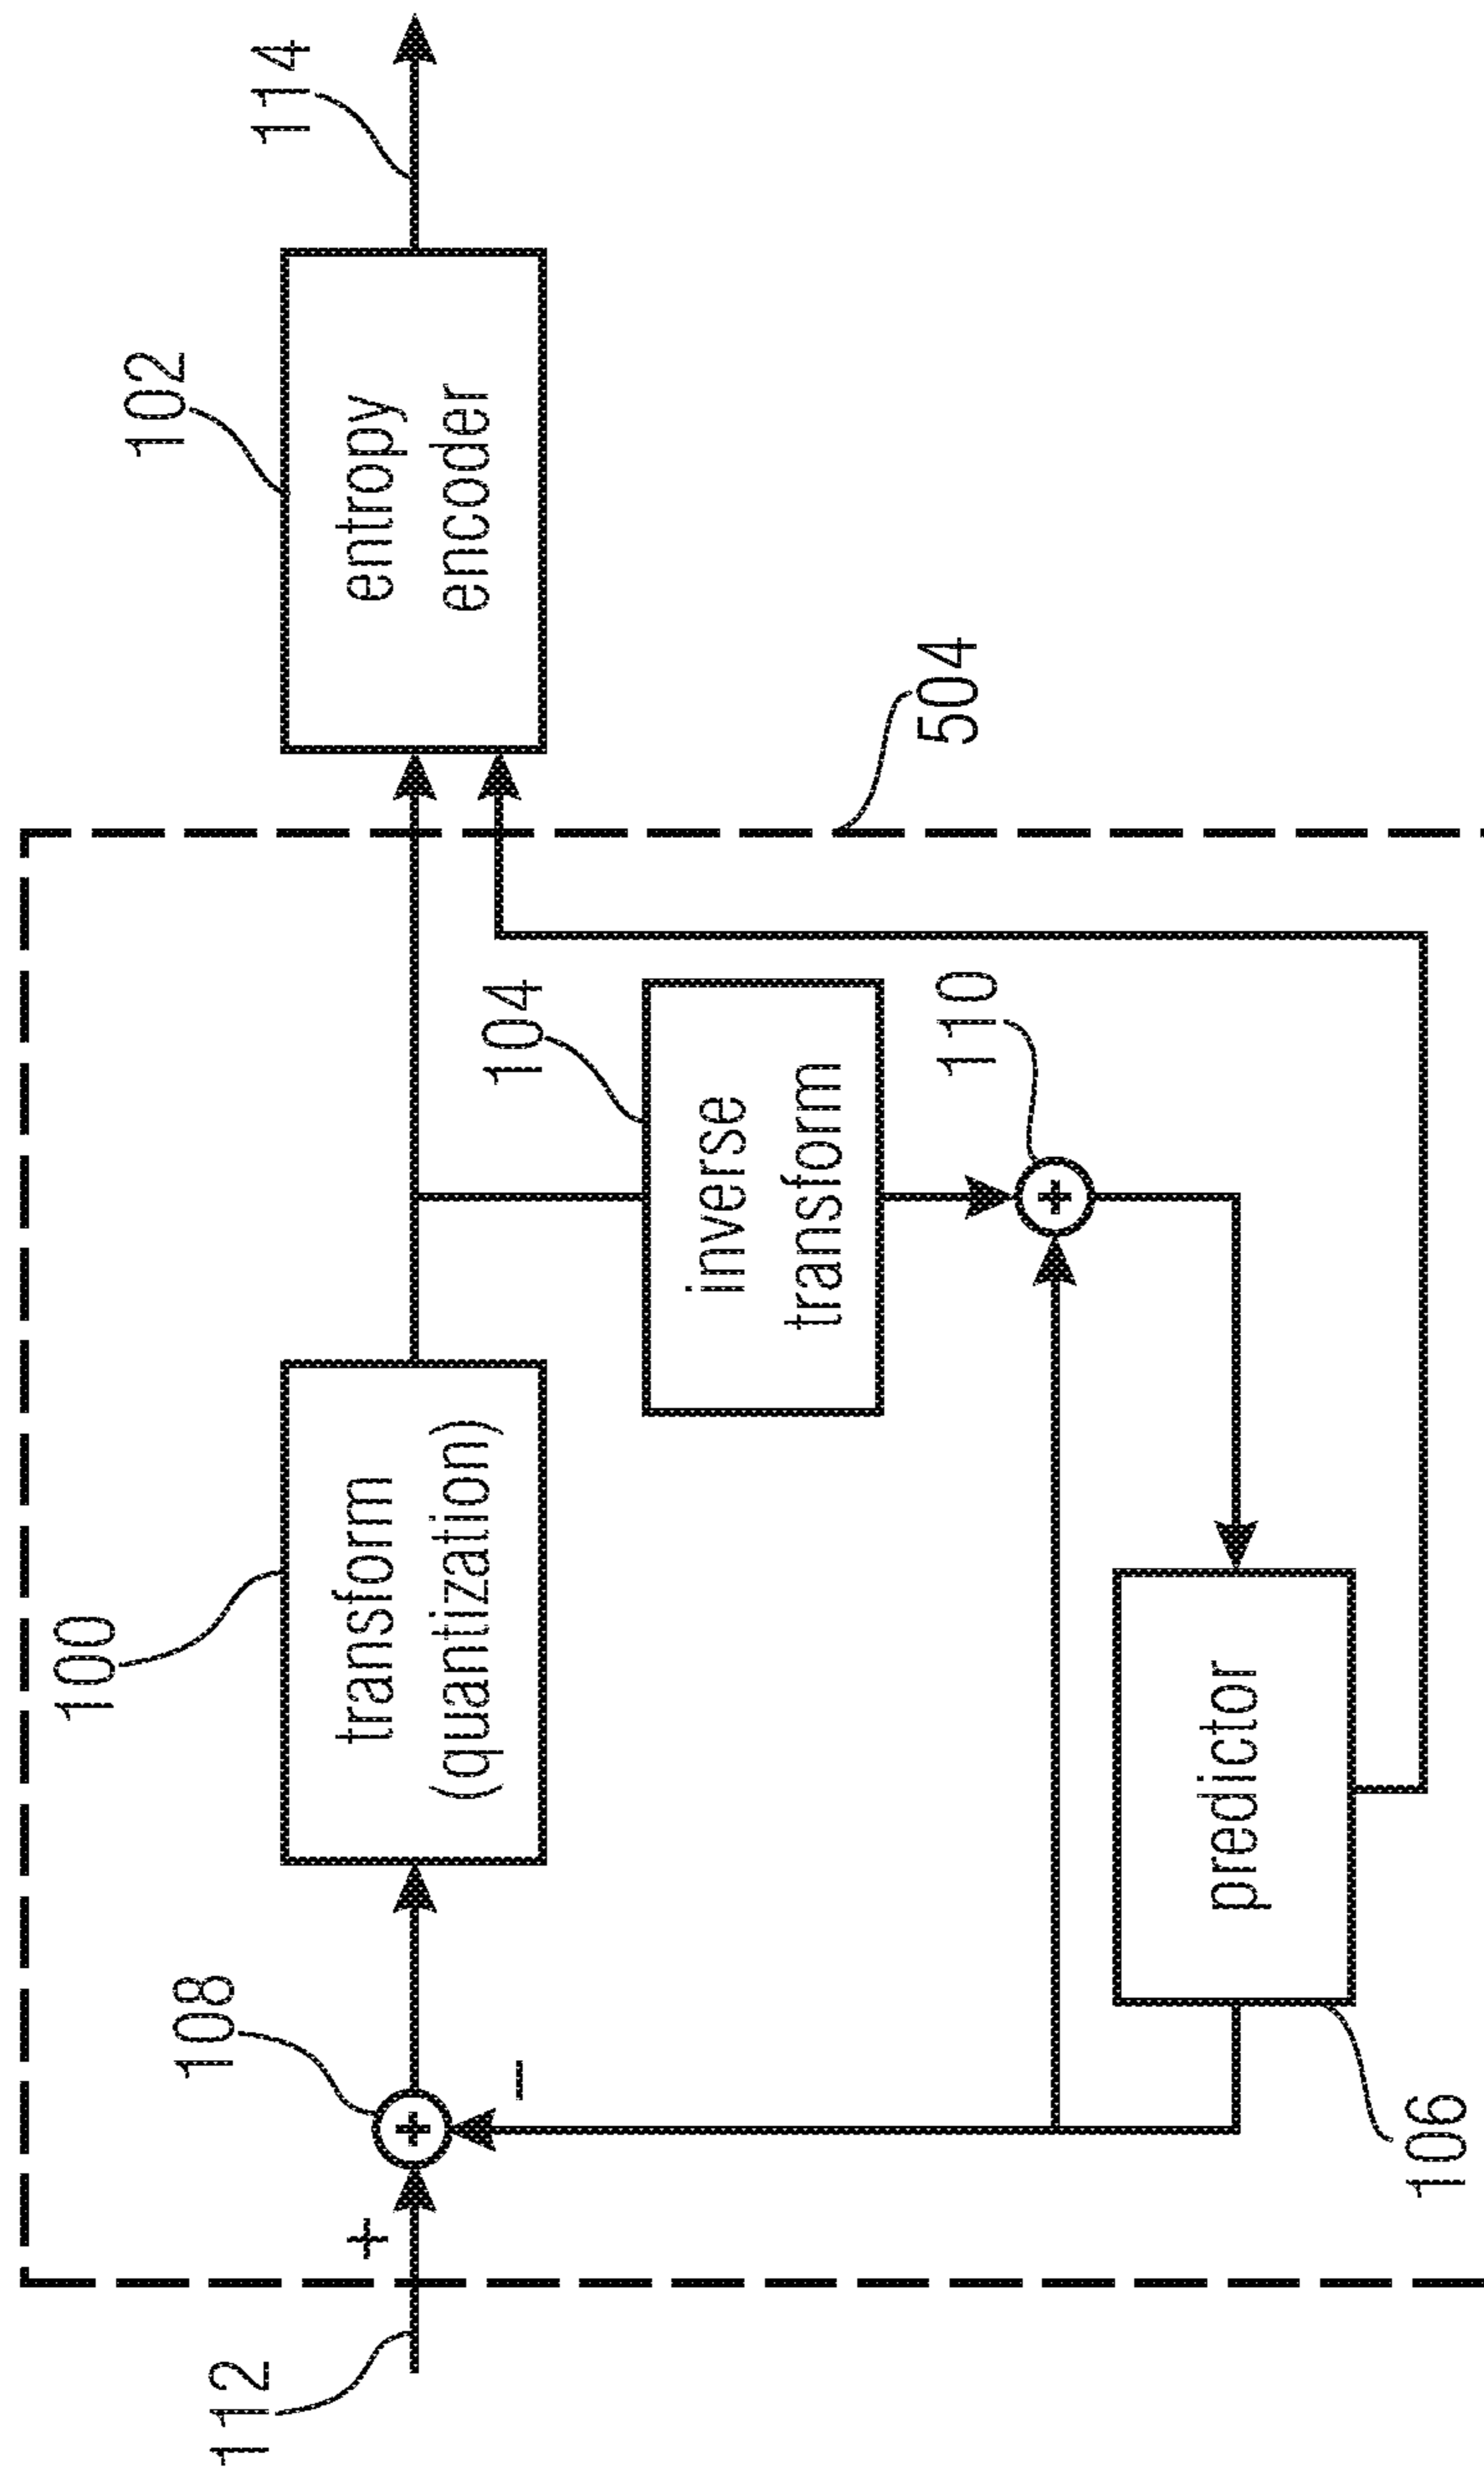 112
+
108
−
100
transform
(quantization)
102
entropy
encoder
114
104
inverse
transform
110
+
+
504
106
predictor